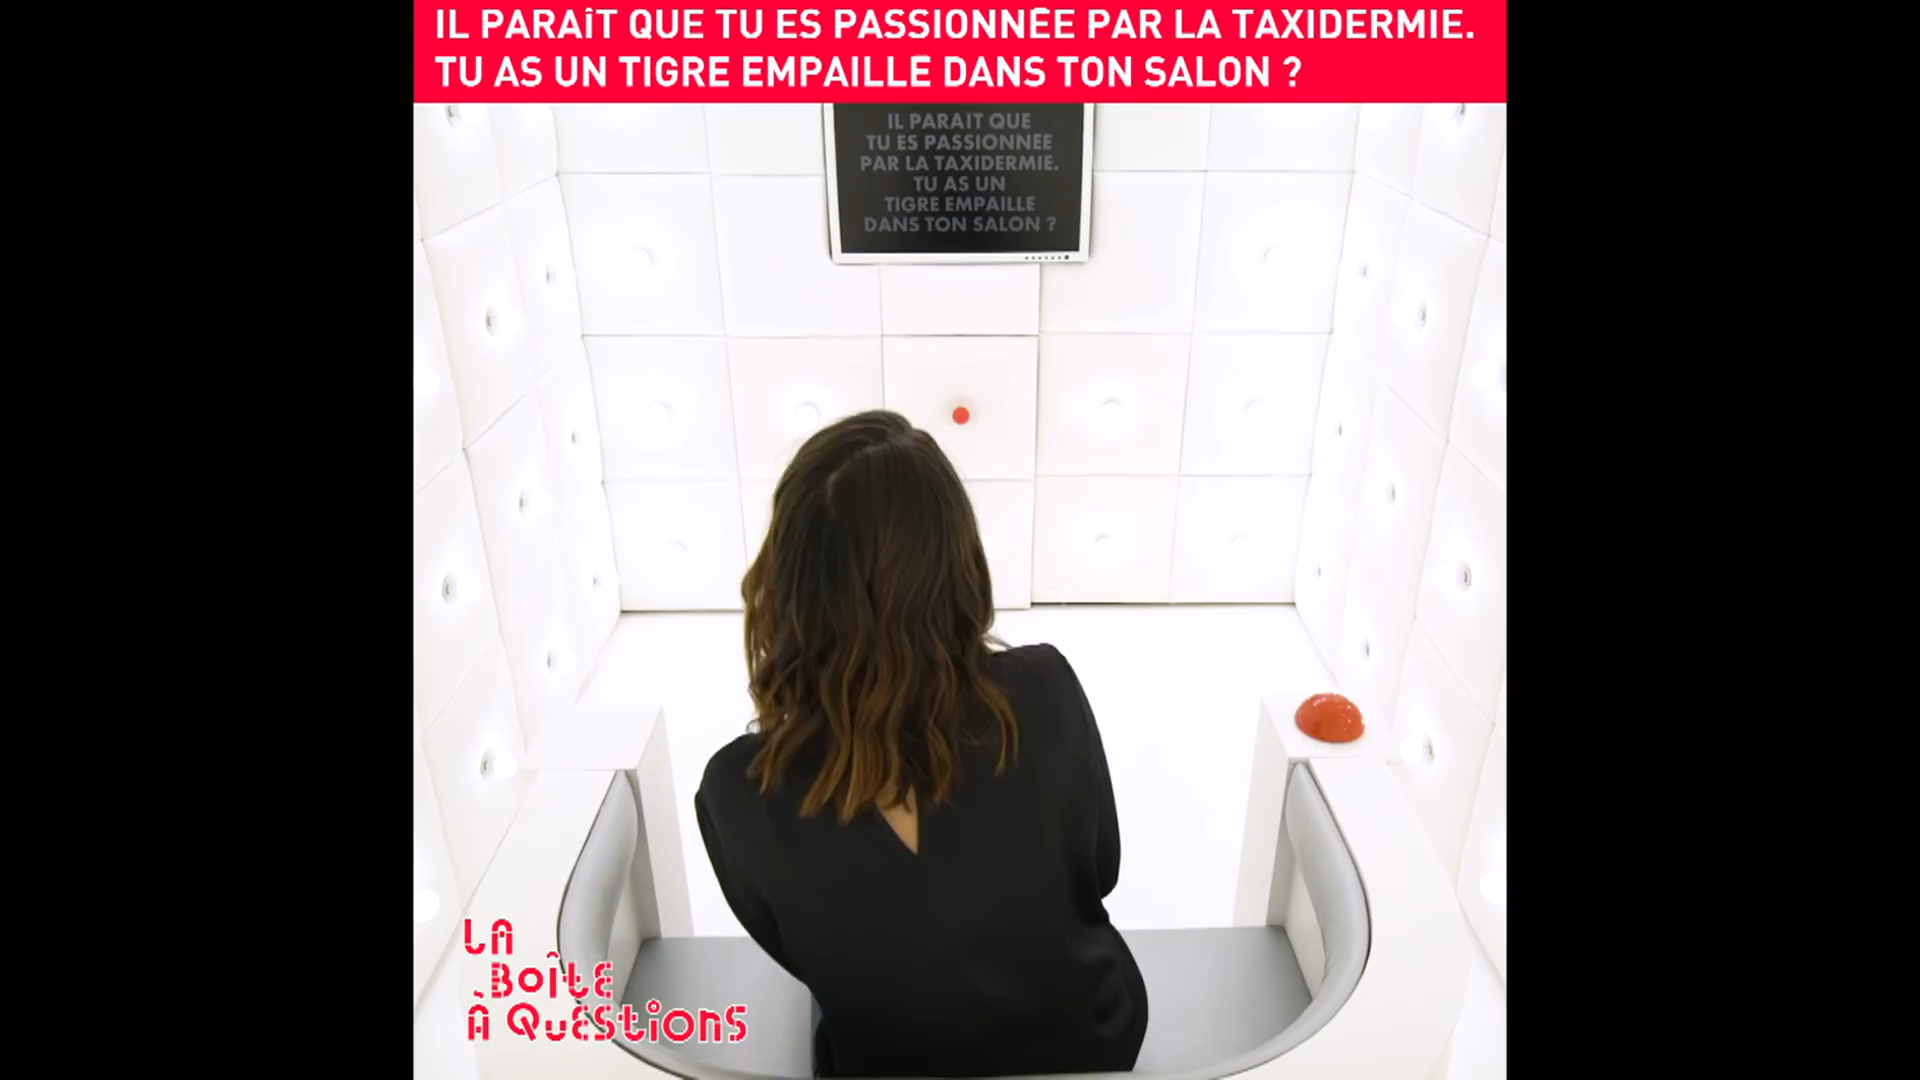 IL PARAÎT QUE TU ES PASSIONNÉE PAR LA TAXIDERMIE.
TU AS UN TIGRE EMPAILLÉ DANS TON SALON ?
IL PARAIT QUE
TU ES PASSIONNEE
PAR LA TAXIDERMIE.
TU AS UN
TIGRE EMPAILLE
DANS TON SALON ?
LA
BOÎTE
À QUESTIONS